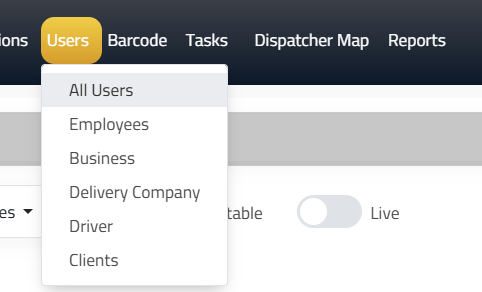 ions Users Barcode Tasks Dispatcher Map Reports
All Users
Employees
Business
Delivery Company
Driver
Clients
es table Live